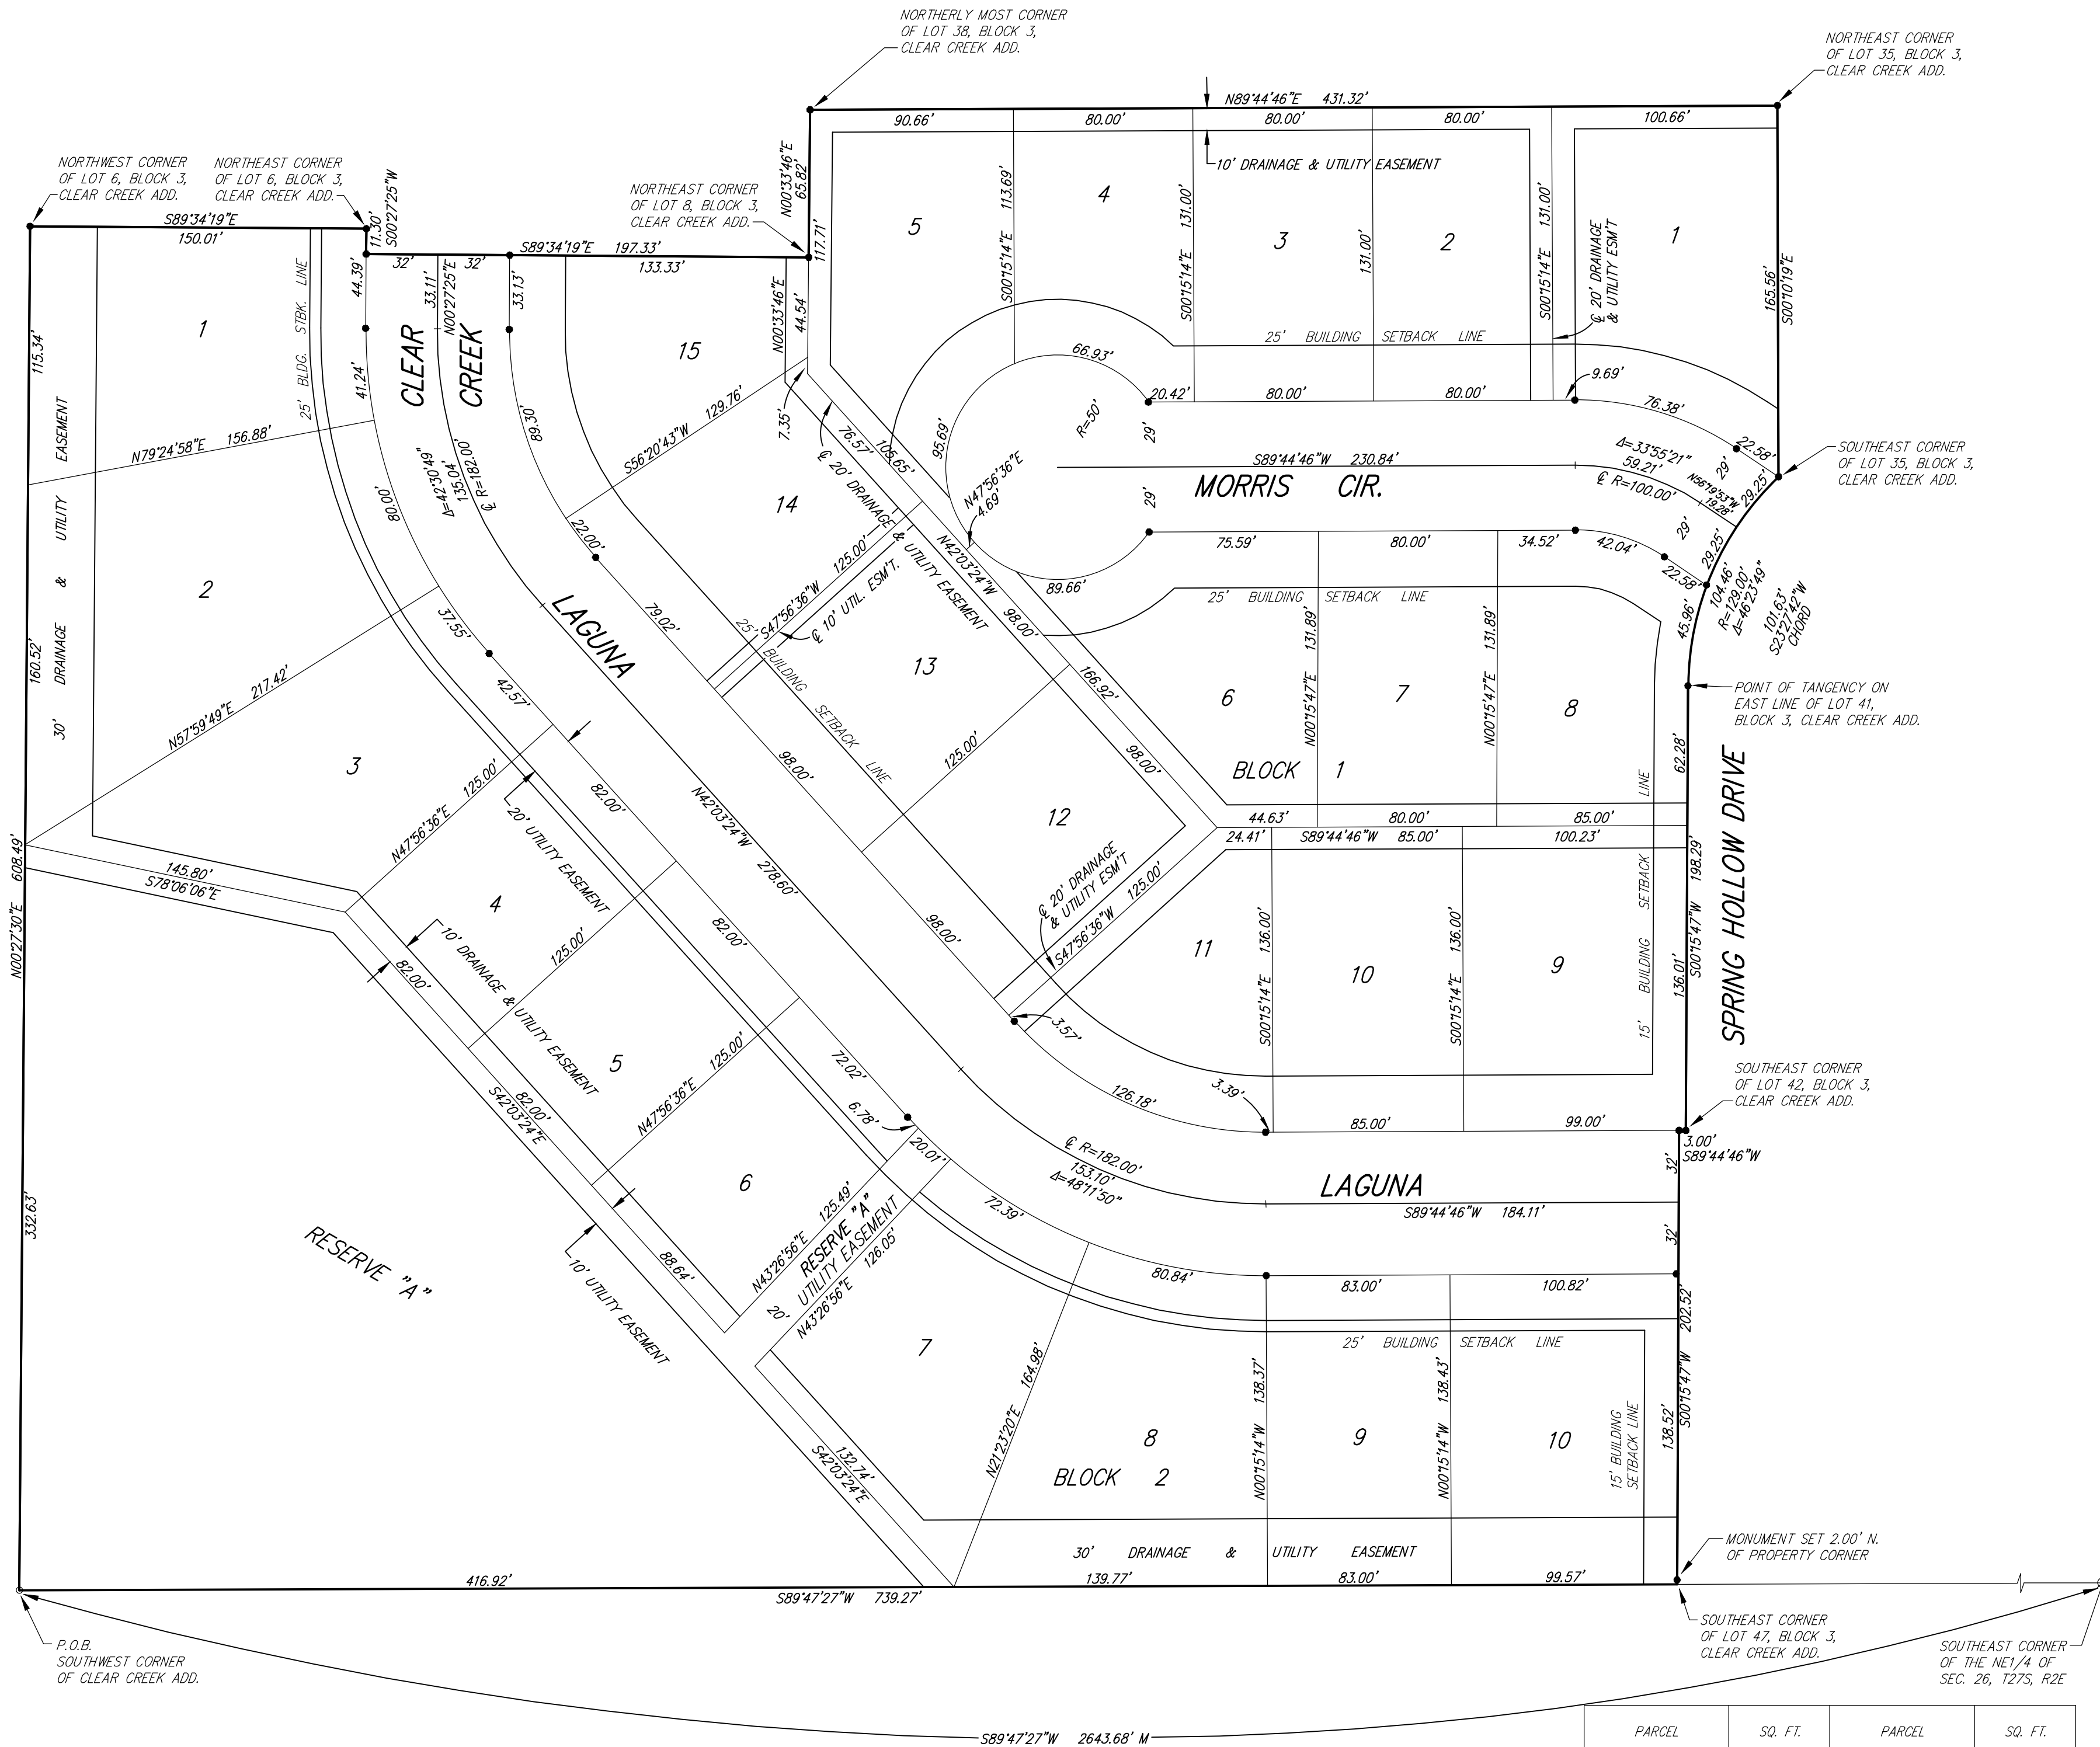 NORTHERLY MOST CORNER
OF LOT 38, BLOCK 3,
CLEAR CREEK ADD.
NORTHEAST CORNER
OF LOT 35, BLOCK 3,
CLEAR CREEK ADD.
N89°44'46"E 431.32'
90.66'
80.00'
80.00'
80.00'
100.66'
10' DRAINAGE & UTILITY EASEMENT
NORTHWEST CORNER
OF LOT 6, BLOCK 3,
CLEAR CREEK ADD.
NORTHEAST CORNER
OF LOT 6, BLOCK 3,
CLEAR CREEK ADD.
NORTHEAST CORNER
OF LOT 8, BLOCK 3,
CLEAR CREEK ADD.
S89°34'19"E
150.01'
11.30'
S00°27'25"W
S89°34'19"E 197.33'
32'
32'
133.33'
N00°33'46"E
65.82'
117.71'
N00°33'46"E
44.54'
7.35'
44.39'
33.11'
N00°27'25"E
33.13'
CLEAR
CREEK
115.34'
1
25' BLDG. STBK. LINE
41.24'
89.30'
15
S56°20'43"W 129.76'
5
S00°15'14"E 113.69'
4
S00°15'14"E 131.00'
3
131.00'
2
S00°15'14"E 131.00'
℄ 20' DRAINAGE
& UTILITY ESM'T
1
165.56'
S00°10'19"E
25' BUILDING SETBACK LINE
66.93'
20.42'
80.00'
80.00'
9.69'
76.38'
22.58'
95.69'
R=50'
29'
29'
S89°44'46"W 230.84'
MORRIS CIR.
Δ=33°55'21"
59.21'
℄ R=100.00'
N56°19'53"W
19.28'
29'
29.25'
29'
29.25'
SOUTHEAST CORNER
OF LOT 35, BLOCK 3,
CLEAR CREEK ADD.
N47°56'36"E
4.69'
89.66'
75.59'
80.00'
34.52'
42.04'
22.58'
25' BUILDING SETBACK LINE
104.46'
R=129.00'
Δ=46°23'49"
101.63'
S23°27'42"W
CHORD
45.96'
N79°24'58"E 156.88'
30' DRAINAGE & UTILITY EASEMENT
2
80.00'
Δ=42°30'49"
135.04'
℄ R=182.00'
22.00'
14
76.57'
105.65'
℄ 20' DRAINAGE & UTILITY EASEMENT
N42°03'24"W
98.00'
166.92'
98.00'
S47°56'36"W 125.00'
℄ 10' UTIL. ESM'T.
37.55'
79.02'
LAGUNA
25' BUILDING SETBACK LINE
13
125.00'
98.00'
160.52'
N57°59'49"E 217.42'
42.57'
6
N00°15'47"E 131.89'
7
N00°15'47"E 131.89'
8
BLOCK 1
POINT OF TANGENCY ON
EAST LINE OF LOT 41,
BLOCK 3, CLEAR CREEK ADD.
62.28'
SPRING HOLLOW DRIVE
3
N47°56'36"E 125.00'
20' UTILITY EASEMENT
82.00'
N42°03'24"W 278.60'
12
44.63'
80.00'
85.00'
24.41'
S89°44'46"W 85.00'
100.23'
608.49'
N00°27'30"E
145.80'
S78°06'06"E
4
10' DRAINAGE & UTILITY EASEMENT
82.00'
125.00'
82.00'
98.00'
℄ 20' DRAINAGE
& UTILITY ESM'T
S47°56'36"W 125.00'
11
S00°15'14"E 136.00'
10
S00°15'14"E 136.00'
9
15' BUILDING SETBACK LINE
136.01'
S00°15'47"W 198.29'
3.57'
126.18'
3.39'
85.00'
99.00'
SOUTHEAST CORNER
OF LOT 42, BLOCK 3,
CLEAR CREEK ADD.
3.00'
S89°44'46"W
5
82.00'
S42°03'24"E
N47°56'36"E 125.00'
72.02'
6.78'
20.01'
6
℄ R=182.00'
153.10'
Δ=48°11'50"
LAGUNA
S89°44'46"W 184.11'
32'
32'
332.63'
RESERVE "A"
88.64'
10' UTILITY EASEMENT
N43°26'56"E 125.49'
RESERVE "A"
20' UTILITY EASEMENT
N43°26'56"E 126.05'
72.39'
80.84'
83.00'
100.82'
202.52'
S00°15'47"W
25' BUILDING SETBACK LINE
7
132.74'
S42°03'24"E
N21°23'20"E 164.98'
8
BLOCK 2
N00°15'14"W 138.37'
9
N00°15'14"W 138.43'
10
15' BUILDING
SETBACK LINE
138.52'
30' DRAINAGE & UTILITY EASEMENT
MONUMENT SET 2.00' N.
OF PROPERTY CORNER
416.92'
139.77'
83.00'
99.57'
S89°47'27"W 739.27'
P.O.B.
SOUTHWEST CORNER
OF CLEAR CREEK ADD.
SOUTHEAST CORNER
OF LOT 47, BLOCK 3,
CLEAR CREEK ADD.
SOUTHEAST CORNER
OF THE NE1/4 OF
SEC. 26, T27S, R2E
S89°47'27"W 2643.68' M
PARCEL SQ. FT. PARCEL SQ. FT.